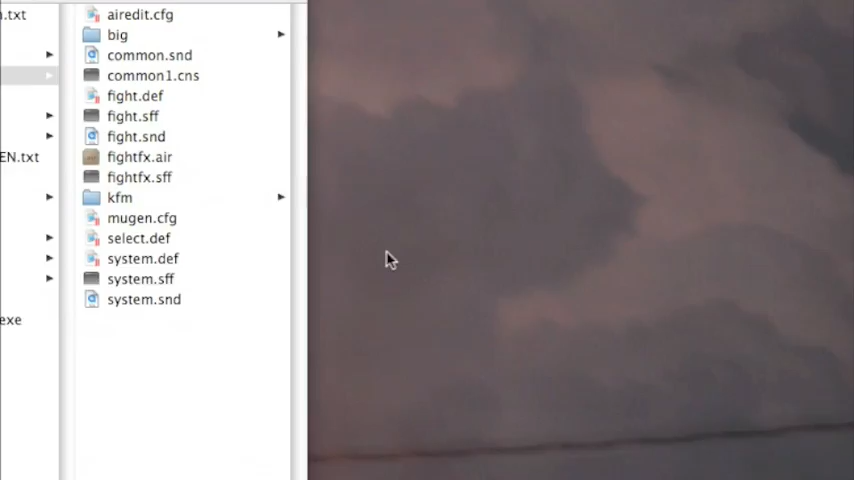 n.txt
EN.txt
exe
airedit.cfg
big
common.snd
common1.cns
fight.def
fight.sff
fight.snd
fightfx.air
fightfx.sff
kfm
mugen.cfg
select.def
system.def
system.sff
system.snd